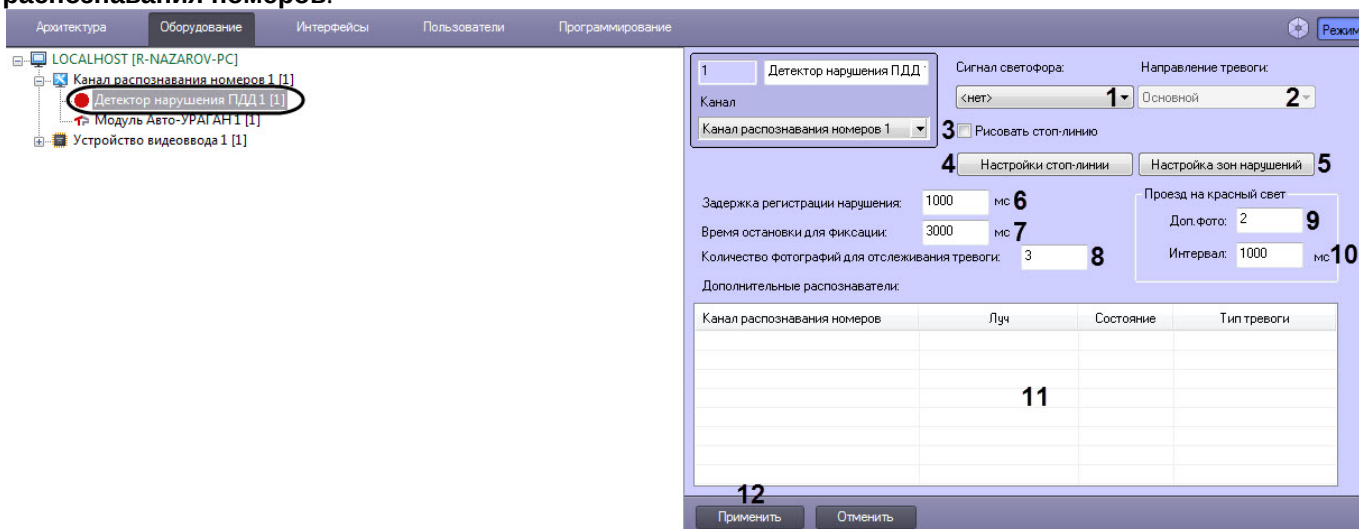 распознавания номеров.
Архитектура Оборудование Интерфейсы Пользователи Программирование Режим
LOCALHOST [R-NAZAROV-PC]
Канал распознавания номеров 1 [1]
Детектор нарушения ПДД 1 [1]
Модуль Авто-УРАГАН 1 [1]
Устройство видеоввода 1 [1]
1 Детектор нарушения ПДД
Канал
Канал распознавания номеров 1
Сигнал светофора: Направление тревоги:
<нет> 1 Основной 2
3 Рисовать стоп-линию
4 Настройки стоп-линии Настройка зон нарушений 5
Задержка регистрации нарушения: 1000 мс 6
Время остановки для фиксации: 3000 мс 7
Количество фотографий для отслеживания тревоги: 3 8
Проезд на красный свет
Доп.фото: 2 9
Интервал: 1000 мс 10
Дополнительные распознаватели:
Канал распознавания номеров Луч Состояние Тип тревоги
11
12
Применить Отменить